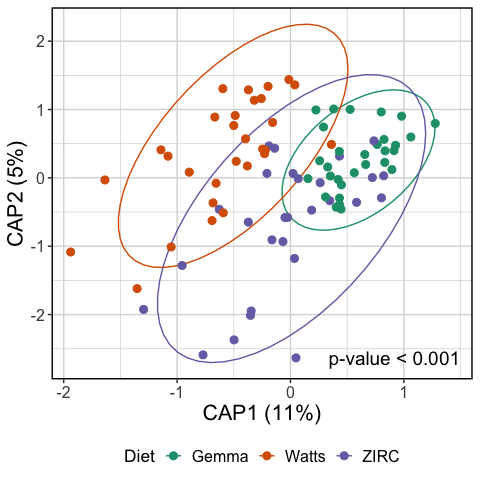 2
1
0
-1
-2
CAP2 (5%)
p-value < 0.001
-2 -1 0 1
CAP1 (11%)
Diet Gemma Watts ZIRC